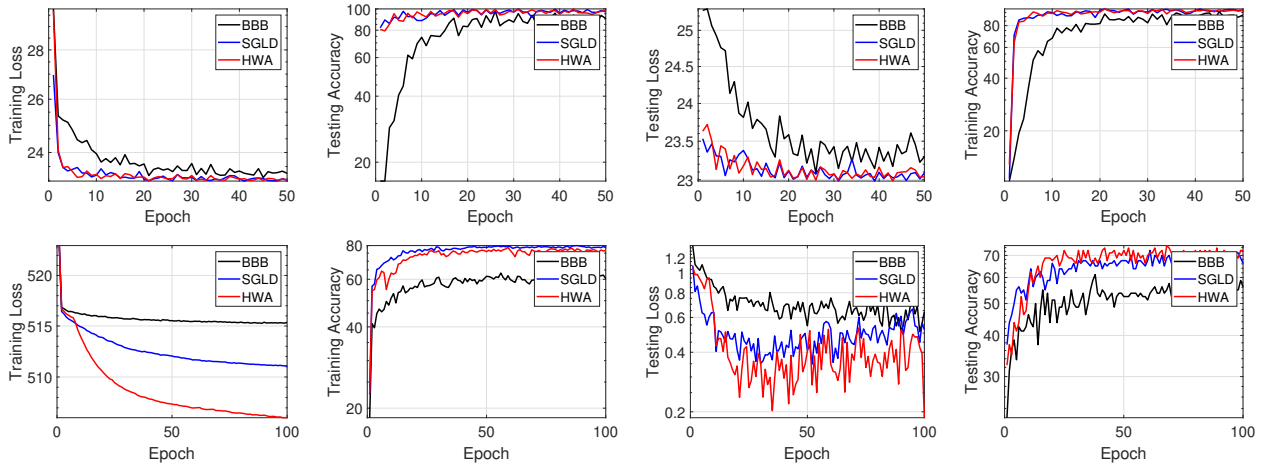 Training Loss
28
26
24
0 10 20 30 40 50
Epoch
BBB
SGLD
HWA
Testing Accuracy
100
80
60
40
20
0 10 20 30 40 50
Epoch
BBB
SGLD
HWA
Testing Loss
25
24.5
24
23.5
23
0 10 20 30 40 50
Epoch
BBB
SGLD
HWA
Training Accuracy
80
60
40
20
0 10 20 30 40 50
Epoch
BBB
SGLD
HWA
Training Loss
520
515
510
0 50 100
Epoch
BBB
SGLD
HWA
Training Accuracy
80
60
40
20
0 50 100
Epoch
BBB
SGLD
HWA
Testing Loss
1.2
1
0.8
0.6
0.4
0.2
0 50 100
Epoch
BBB
SGLD
HWA
Testing Accuracy
70
60
50
40
30
0 50 100
Epoch
BBB
SGLD
HWA